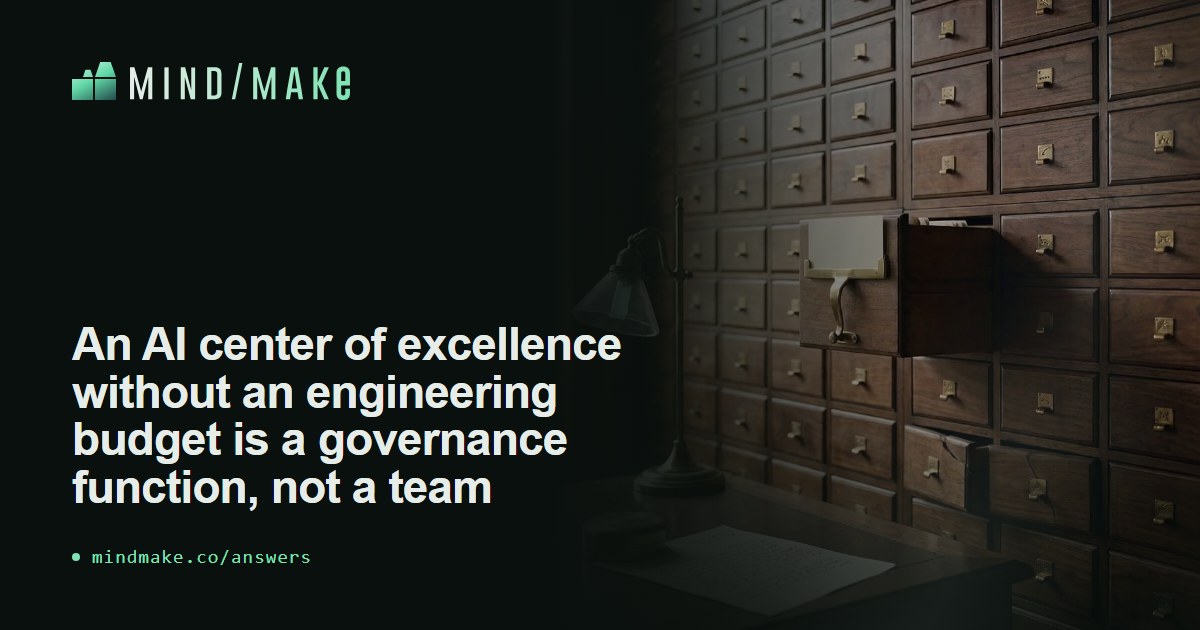 MIND/MAKE
An AI center of excellence
without an engineering
budget is a governance
function, not a team
mindmake.co/answers